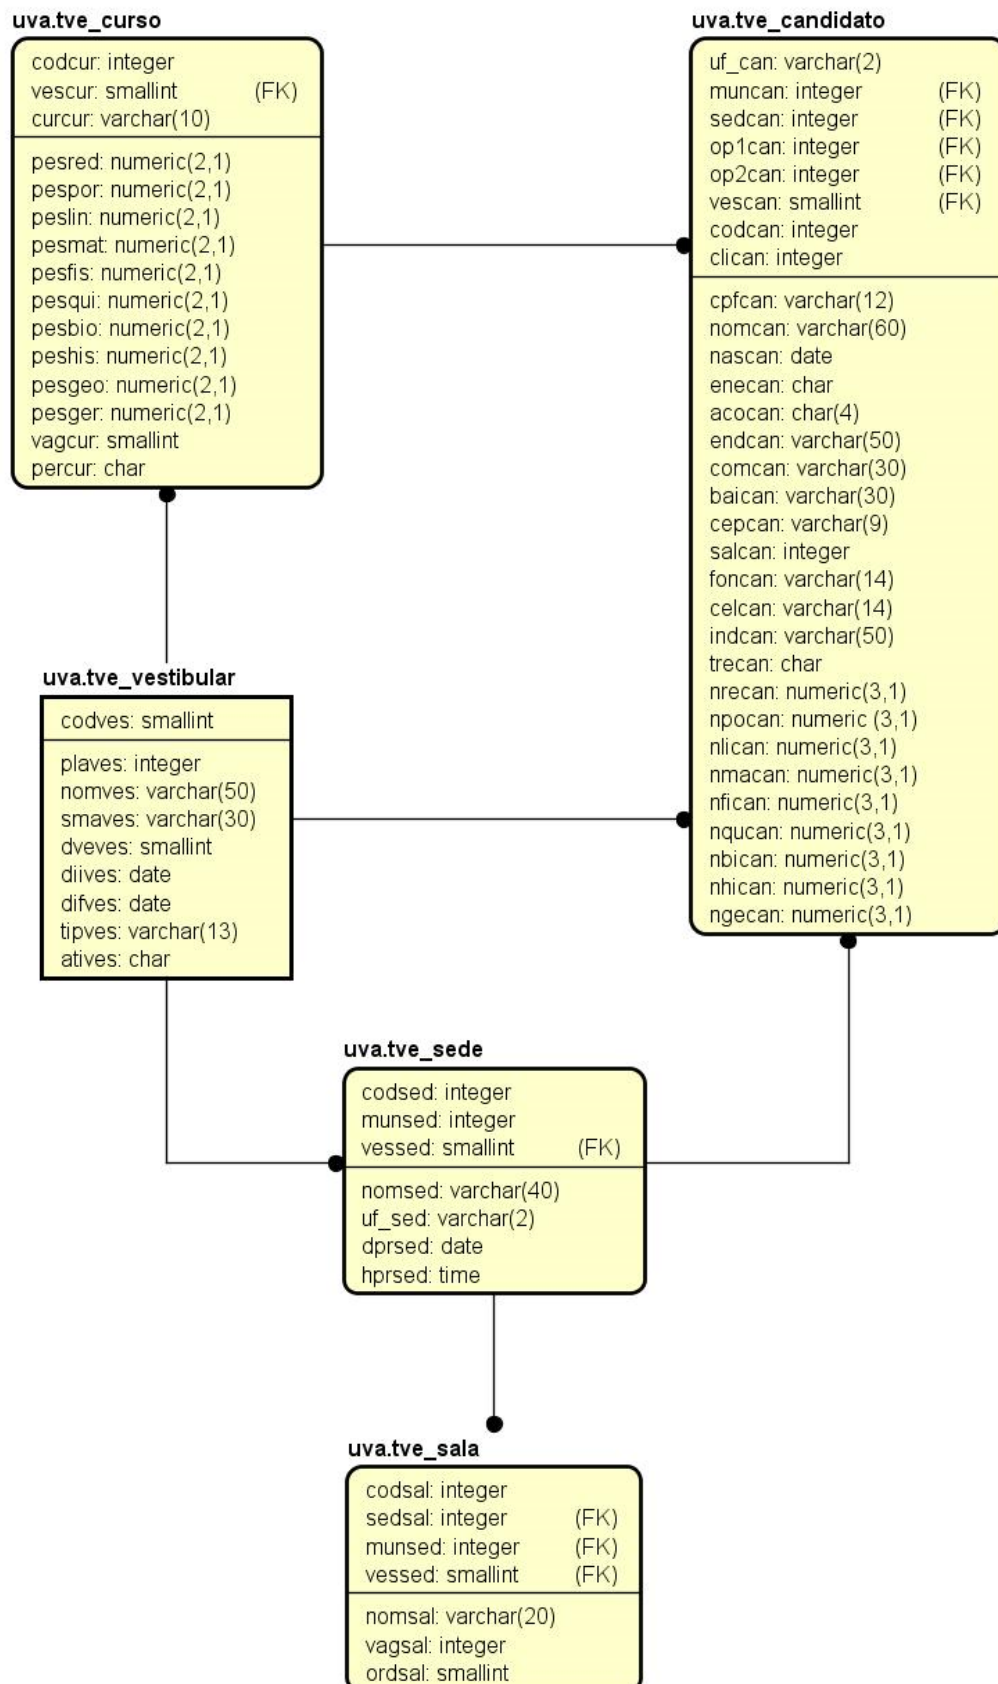 uva.tve_curso
codcur: integer
vescur: smallint (FK)
curcur: varchar(10)
pesred: numeric(2,1)
pespor: numeric(2,1)
peslin: numeric(2,1)
pesmat: numeric(2,1)
pesfis: numeric(2,1)
pesqui: numeric(2,1)
pesbio: numeric(2,1)
peshis: numeric(2,1)
pesgeo: numeric(2,1)
pesger: numeric(2,1)
vagcur: smallint
percur: char
uva.tve_candidato
uf_can: varchar(2)
muncan: integer (FK)
sedcan: integer (FK)
op1can: integer (FK)
op2can: integer (FK)
vescan: smallint (FK)
codcan: integer
clican: integer
cpfcan: varchar(12)
nomcan: varchar(60)
nascan: date
enecan: char
acocan: char(4)
endcan: varchar(50)
comcan: varchar(30)
baican: varchar(30)
cepcan: varchar(9)
salcan: integer
foncan: varchar(14)
celcan: varchar(14)
indcan: varchar(50)
trecan: char
nrecan: numeric(3,1)
npocan: numeric (3,1)
nlican: numeric(3,1)
nmacan: numeric(3,1)
nfican: numeric(3,1)
nqucan: numeric(3,1)
nbican: numeric(3,1)
nhican: numeric(3,1)
ngecan: numeric(3,1)
uva.tve_vestibular
codves: smallint
plaves: integer
nomves: varchar(50)
smaves: varchar(30)
dveves: smallint
diives: date
difves: date
tipves: varchar(13)
atives: char
uva.tve_sede
codsed: integer
munsed: integer
vessed: smallint (FK)
nomsed: varchar(40)
uf_sed: varchar(2)
dprsed: date
hprsed: time
uva.tve_sala
codsal: integer
sedsal: integer (FK)
munsed: integer (FK)
vessed: smallint (FK)
nomsal: varchar(20)
vagsal: integer
ordsal: smallint